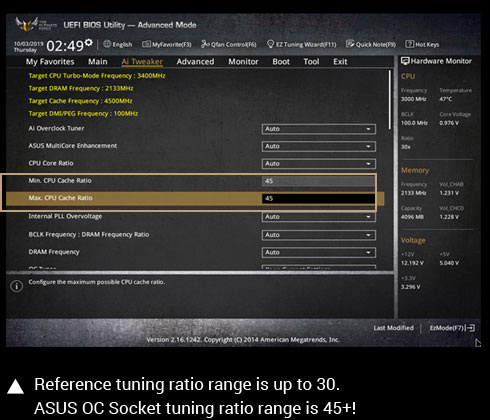 THE ULTIMATE FORCE
UEFI BIOS Utility — Advanced Mode
10/03/2019 Thursday 02:49 English MyFavorite(F3) Qfan Control(F6) EZ Tuning Wizard(F11) Quick Note(F9) Hot Keys
My Favorites Main Ai Tweaker Advanced Monitor Boot Tool Exit
Target CPU Turbo-Mode Frequency : 3400MHz
Target DRAM Frequency : 2133MHz
Target Cache Frequency : 4500MHz
Target DMI/PEG Frequency : 100MHz
AI Overclock Tuner Auto
ASUS MultiCore Enhancement Auto
CPU Core Ratio Auto
Min. CPU Cache Ratio 45
Max. CPU Cache Ratio 45
Internal PLL Overvoltage Auto
BCLK Frequency : DRAM Frequency Ratio Auto
DRAM Frequency Auto
OC Tuner Keep Current Settings
Configure the maximum possible CPU cache ratio.
Hardware Monitor
CPU
Frequency Temperature
3000 MHz 47°C
BCLK Core Voltage
100.0 MHz 0.976 V
Ratio
30x
Memory
Frequency Vol_CHAB
2133 MHz 1.231 V
Capacity Vol_CHCD
4096 MB 1.228 V
Voltage
+12V +5V
12.192 V 5.040 V
+3.3V
3.296 V
Last Modified EzMode(F7)
Version 2.16.1242. Copyright (C) 2014 American Megatrends, Inc.
▲ Reference tuning ratio range is up to 30.
ASUS OC Socket tuning ratio range is 45+!